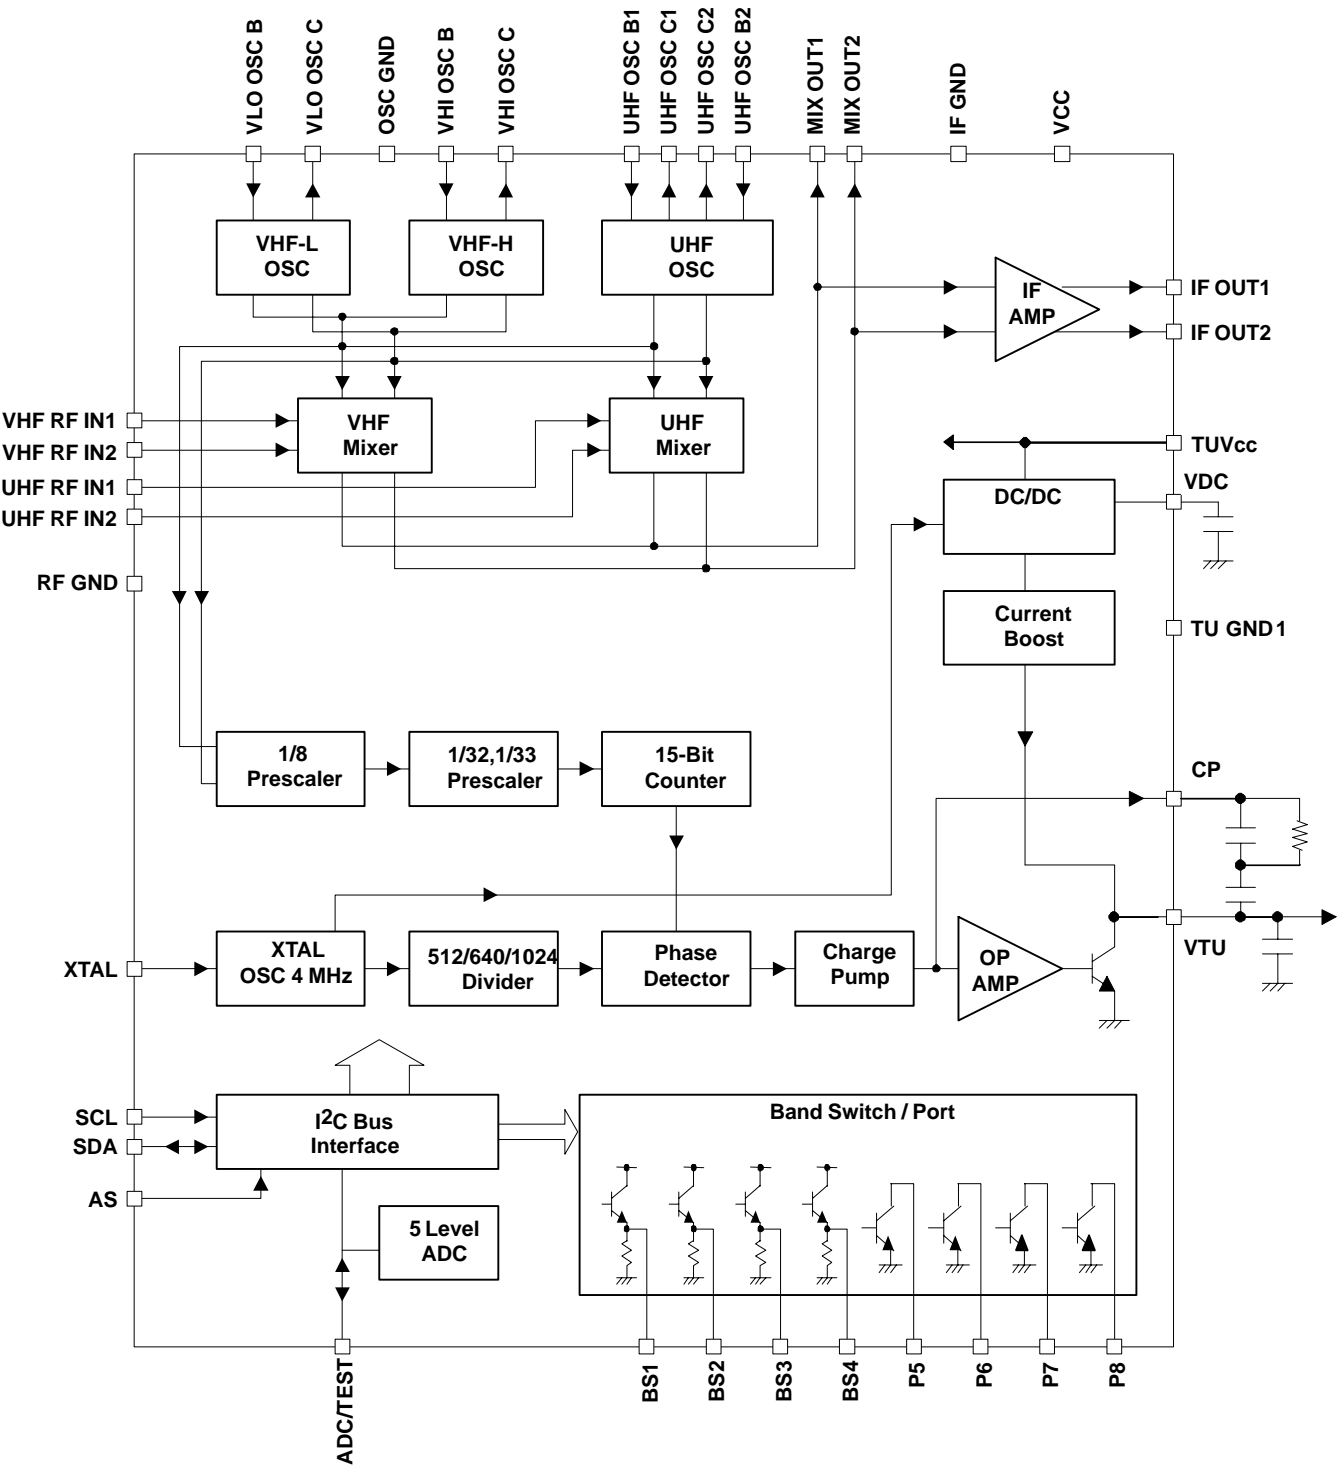 VLO OSC B
VLO OSC C
OSC GND
VHI OSC B
VHI OSC C
UHF OSC B1
UHF OSC C1
UHF OSC C2
UHF OSC B2
MIX OUT1
MIX OUT2
IF GND
VCC
VHF-L
OSC
VHF-H
OSC
UHF
OSC
IF
AMP
IF OUT1
IF OUT2
VHF RF IN1
VHF RF IN2
UHF RF IN1
UHF RF IN2
RF GND
VHF
Mixer
UHF
Mixer
TUVcc
VDC
DC/DC
Current
Boost
TU GND1
1/8
Prescaler
1/32,1/33
Prescaler
15-Bit
Counter
CP
XTAL
XTAL
OSC 4 MHz
512/640/1024
Divider
Phase
Detector
Charge
Pump
OP
AMP
VTU
SCL
SDA
AS
I2C Bus
Interface
5 Level
ADC
Band Switch / Port
ADC/TEST
BS1
BS2
BS3
BS4
P5
P6
P7
P8